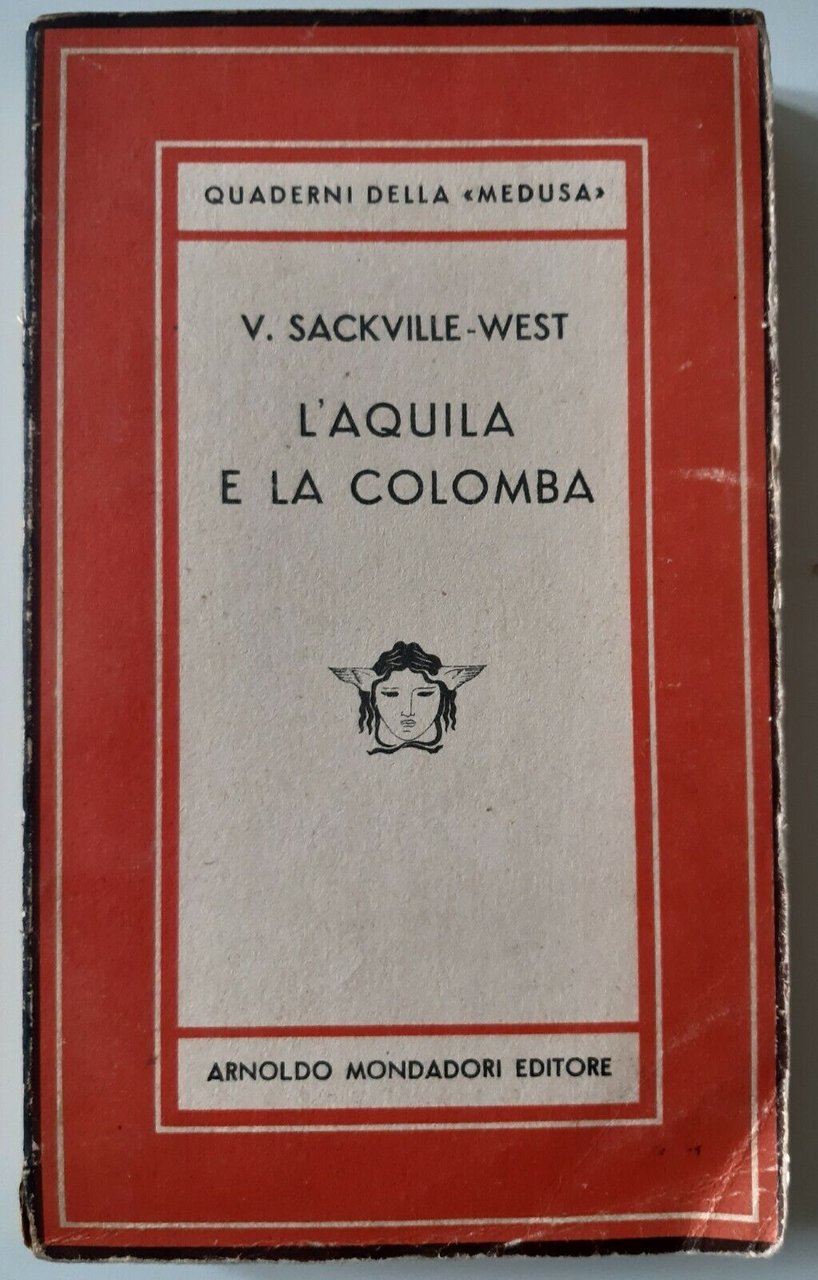 QUADERNI DELLA «MEDUSA»
V. SACKVILLE-WEST
L'AQUILA
E LA COLOMBA
ARNOLDO MONDADORI EDITORE